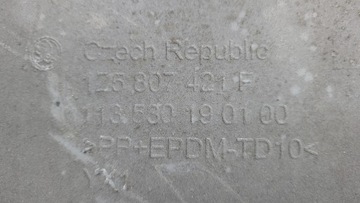 Czech Republic
1Z5 807 421 F
113 530 19 01 00
>PP+EPDM-TD10<